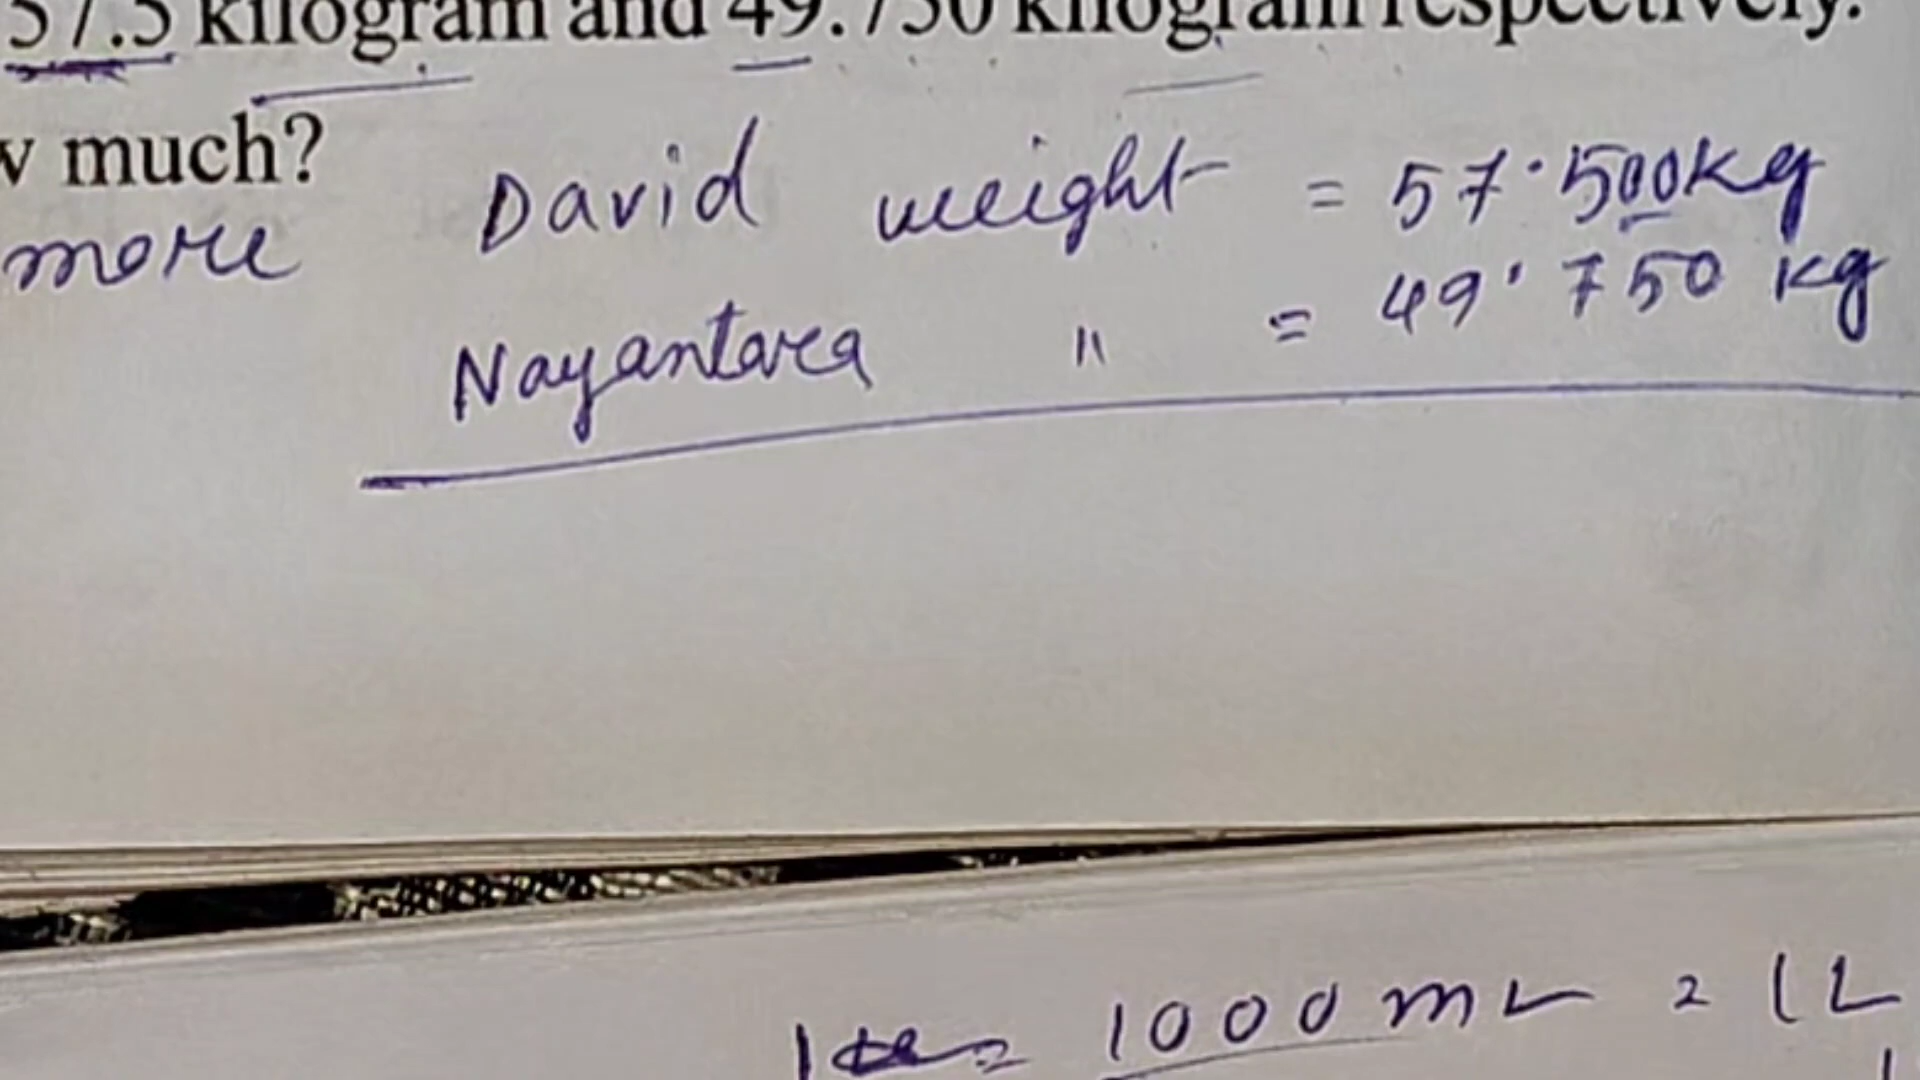 57.5 kilogram and 49.750 kilogram respectively.
much?
more
David weight = 57.500kg
Nayantara " = 49.750 kg
1000 mL = 1L